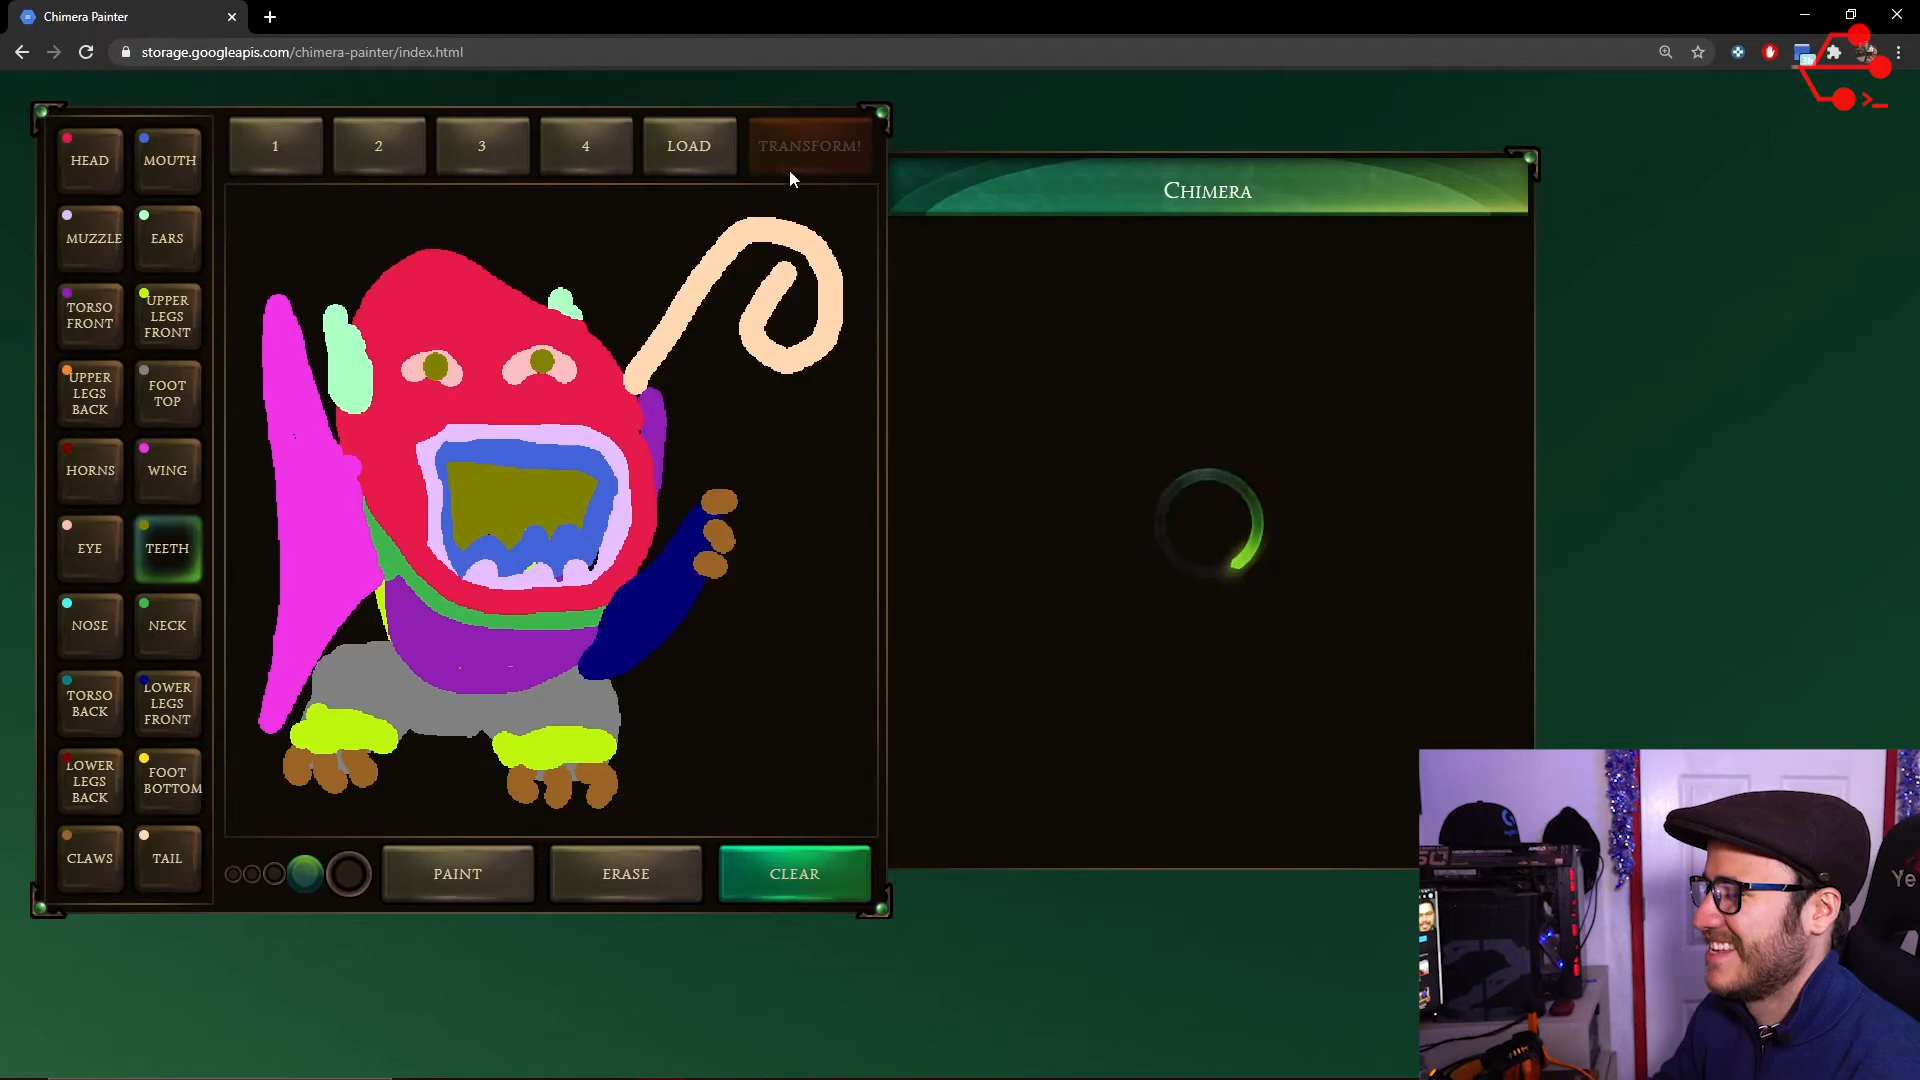 Chimera Painter
storage.googleapis.com/chimera-painter/index.html
HEAD
MOUTH
1
2
3
4
LOAD
TRANSFORM!
CHIMERA
MUZZLE
EARS
TORSO
FRONT
UPPER
LEGS
FRONT
UPPER
LEGS
BACK
FOOT
TOP
HORNS
WING
EYE
TEETH
NOSE
NECK
TORSO
BACK
LOWER
LEGS
FRONT
LOWER
LEGS
BACK
FOOT
BOTTOM
CLAWS
TAIL
PAINT
ERASE
CLEAR
Ye